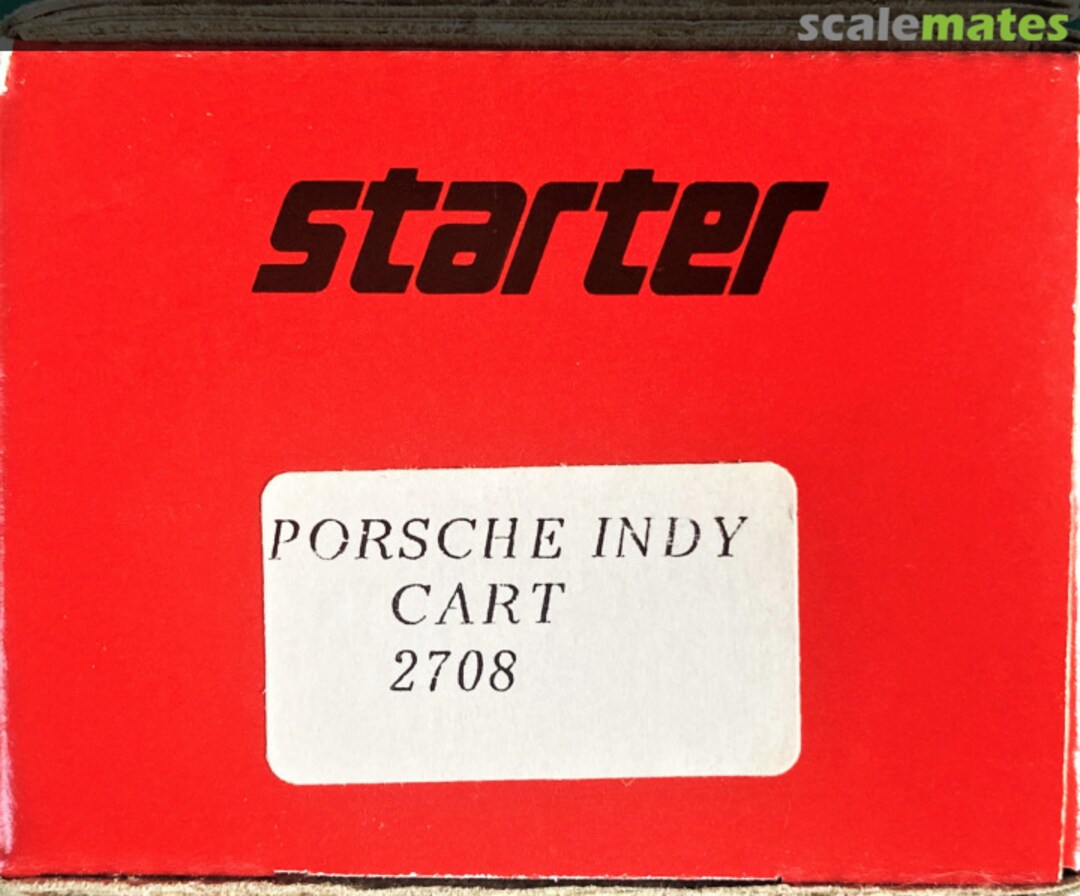 scalemates
starter
PORSCHE INDY
CART
2708